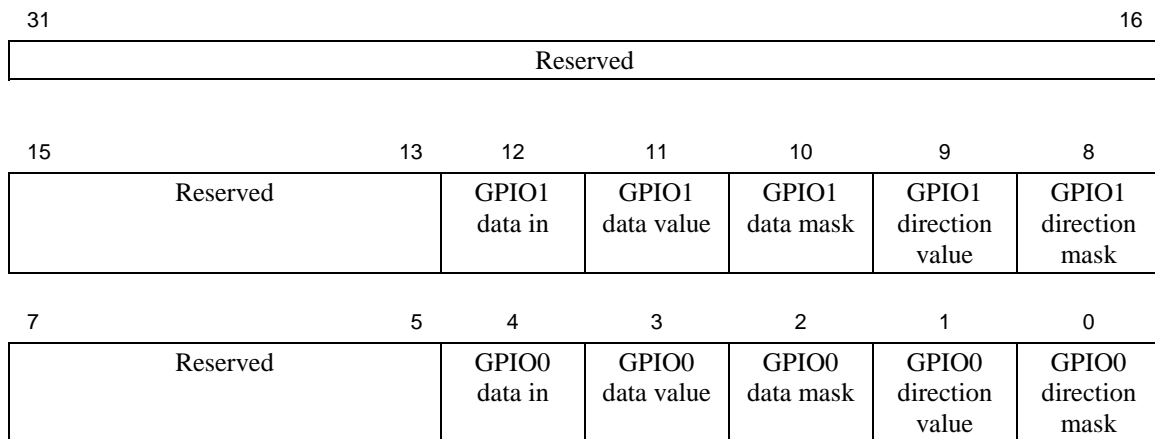 31 16
Reserved
15 13 12 11 10 9 8
Reserved GPIO1 GPIO1 GPIO1 GPIO1 GPIO1
data in data value data mask direction direction
value mask
7 5 4 3 2 1 0
Reserved GPIO0 GPIO0 GPIO0 GPIO0 GPIO0
data in data value data mask direction direction
value mask